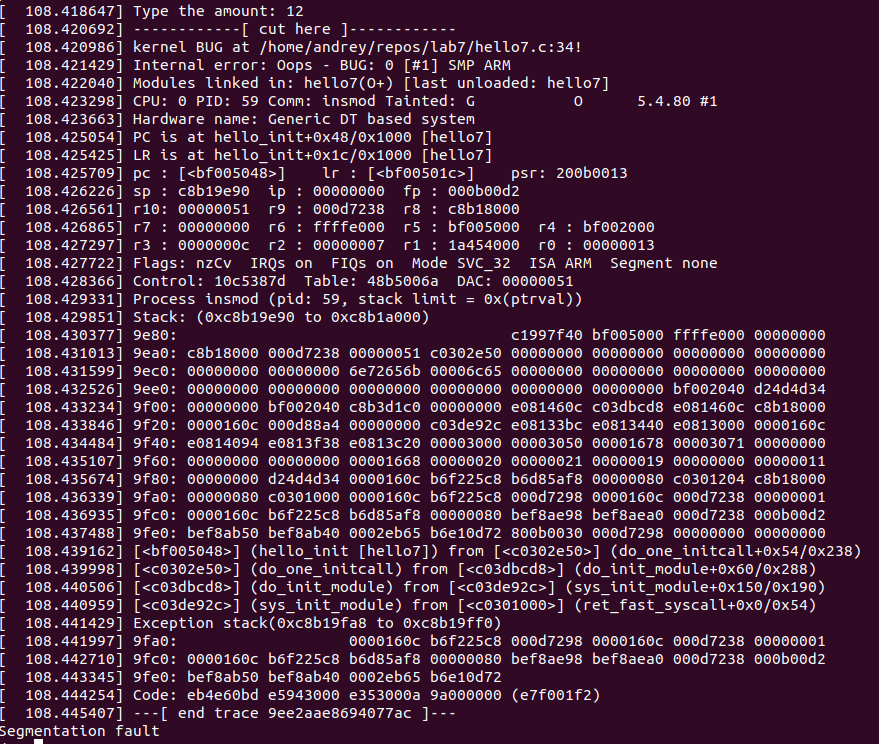 [  108.418647] Type the amount: 12
[  108.420692] ------------[ cut here ]------------
[  108.420986] kernel BUG at /home/andrey/repos/lab7/hello7.c:34!
[  108.421429] Internal error: Oops - BUG: 0 [#1] SMP ARM
[  108.422040] Modules linked in: hello7(O+) [last unloaded: hello7]
[  108.423298] CPU: 0 PID: 59 Comm: insmod Tainted: G           O      5.4.80 #1
[  108.423663] Hardware name: Generic DT based system
[  108.425054] PC is at hello_init+0x48/0x1000 [hello7]
[  108.425425] LR is at hello_init+0x1c/0x1000 [hello7]
[  108.425709] pc : [<bf005048>]    lr : [<bf00501c>]    psr: 200b0013
[  108.426226] sp : c8b19e90  ip : 00000000  fp : 000b00d2
[  108.426561] r10: 00000051  r9 : 000d7238  r8 : c8b18000
[  108.426865] r7 : 00000000  r6 : ffffe000  r5 : bf005000  r4 : bf002000
[  108.427297] r3 : 0000000c  r2 : 00000007  r1 : 1a454000  r0 : 00000013
[  108.427722] Flags: nzCv  IRQs on  FIQs on  Mode SVC_32  ISA ARM  Segment none
[  108.428366] Control: 10c5387d  Table: 48b5006a  DAC: 00000051
[  108.429331] Process insmod (pid: 59, stack limit = 0x(ptrval))
[  108.429851] Stack: (0xc8b19e90 to 0xc8b1a000)
[  108.430377] 9e80:                                     c1997f40 bf005000 ffffe000 00000000
[  108.431013] 9ea0: c8b18000 000d7238 00000051 c0302e50 00000000 00000000 00000000 00000000
[  108.431599] 9ec0: 00000000 00000000 6e72656b 00006c65 00000000 00000000 00000000 00000000
[  108.432526] 9ee0: 00000000 00000000 00000000 00000000 00000000 00000000 bf002040 d24d4d34
[  108.433234] 9f00: 00000000 bf002040 c8b3d1c0 00000000 e081460c c03dbcd8 e081460c c8b18000
[  108.433846] 9f20: 0000160c 000d88a4 00000000 c03de92c e08133bc e0813440 e0813000 0000160c
[  108.434484] 9f40: e0814094 e0813f38 e0813c20 00003000 00003050 00001678 00003071 00000000
[  108.435107] 9f60: 00000000 00000000 00001668 00000020 00000021 00000019 00000000 00000011
[  108.435674] 9f80: 00000000 d24d4d34 0000160c b6f225c8 b6d85af8 00000080 c0301204 c8b18000
[  108.436339] 9fa0: 00000080 c0301000 0000160c b6f225c8 000d7298 0000160c 000d7238 00000001
[  108.436935] 9fc0: 0000160c b6f225c8 b6d85af8 00000080 bef8ae98 bef8aea0 000d7238 000b00d2
[  108.437488] 9fe0: bef8ab50 bef8ab40 0002eb65 b6e10d72 800b0030 000d7298 00000000 00000000
[  108.439162] [<bf005048>] (hello_init [hello7]) from [<c0302e50>] (do_one_initcall+0x54/0x238)
[  108.439998] [<c0302e50>] (do_one_initcall) from [<c03dbcd8>] (do_init_module+0x60/0x288)
[  108.440506] [<c03dbcd8>] (do_init_module) from [<c03de92c>] (sys_init_module+0x150/0x190)
[  108.440959] [<c03de92c>] (sys_init_module) from [<c0301000>] (ret_fast_syscall+0x0/0x54)
[  108.441429] Exception stack(0xc8b19fa8 to 0xc8b19ff0)
[  108.441997] 9fa0:                   0000160c b6f225c8 000d7298 0000160c 000d7238 00000001
[  108.442710] 9fc0: 0000160c b6f225c8 b6d85af8 00000080 bef8ae98 bef8aea0 000d7238 000b00d2
[  108.443345] 9fe0: bef8ab50 bef8ab40 0002eb65 b6e10d72
[  108.444254] Code: eb4e60bd e5943000 e353000a 9a000000 (e7f001f2)
[  108.445407] ---[ end trace 9ee2aae8694077ac ]---
Segmentation fault